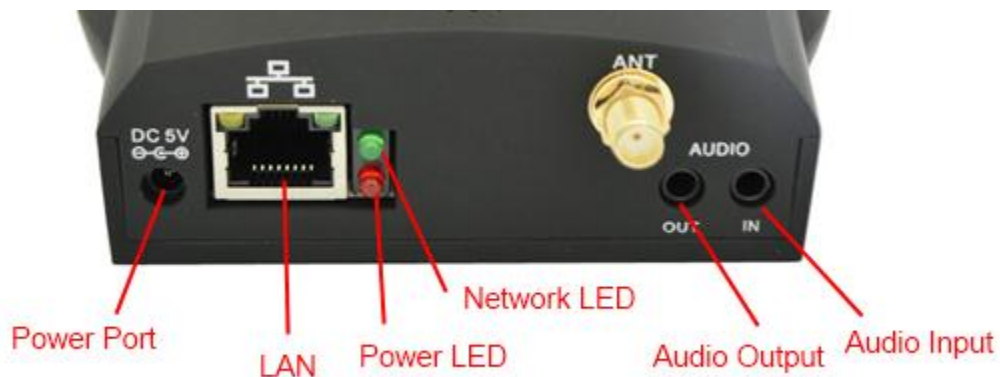 ANT
DC 5V
AUDIO
OUT
IN
Network LED
Power Port
LAN
Power LED
Audio Output
Audio Input